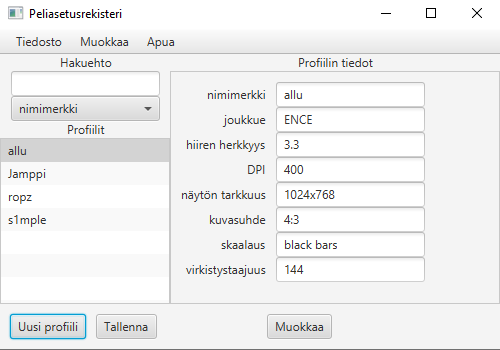 Peliasetusrekisteri
Tiedosto Muokkaa Apua
Hakuehto
nimimerkki
Profiilit
allu
Jamppi
ropz
s1mple
Profiilin tiedot
nimimerkki allu
joukkue ENCE
hiiren herkkyys 3.3
DPI 400
näytön tarkkuus 1024x768
kuvasuhde 4:3
skaalaus black bars
virkistystaajuus 144
Uusi profiili Tallenna Muokkaa